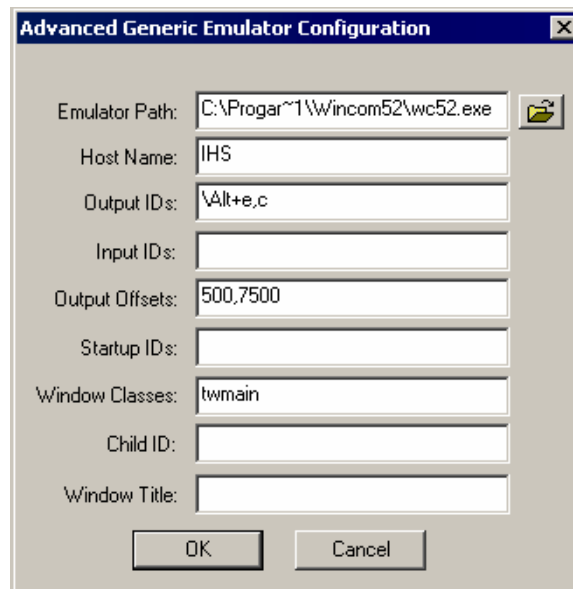 Advanced Generic Emulator Configuration
Emulator Path: C:\Progar~1\Wincom52\wc52.exe
Host Name: IHS
Output IDs: \Alt+e,c
Input IDs:
Output Offsets: 500,7500
Startup IDs:
Window Classes: twmain
Child ID:
Window Title:
OK Cancel